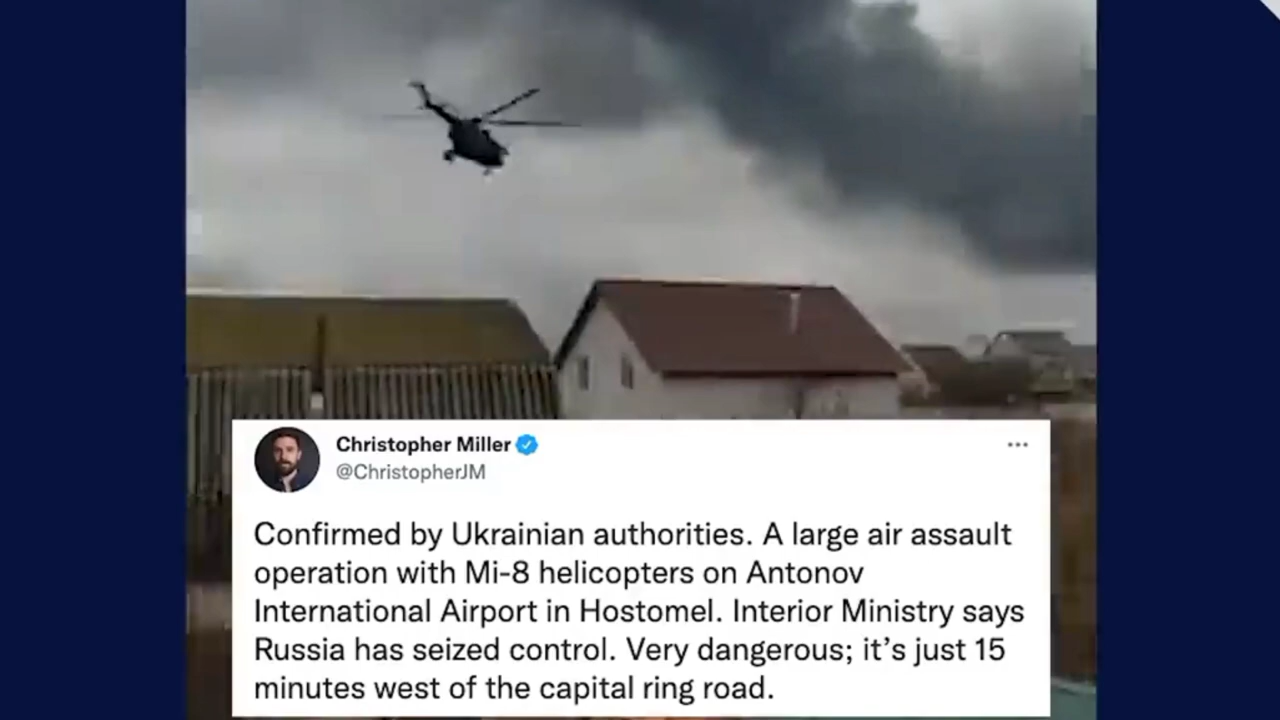 Christopher Miller
@ChristopherJM
Confirmed by Ukrainian authorities. A large air assault
operation with Mi-8 helicopters on Antonov
International Airport in Hostomel. Interior Ministry says
Russia has seized control. Very dangerous; it’s just 15
minutes west of the capital ring road.